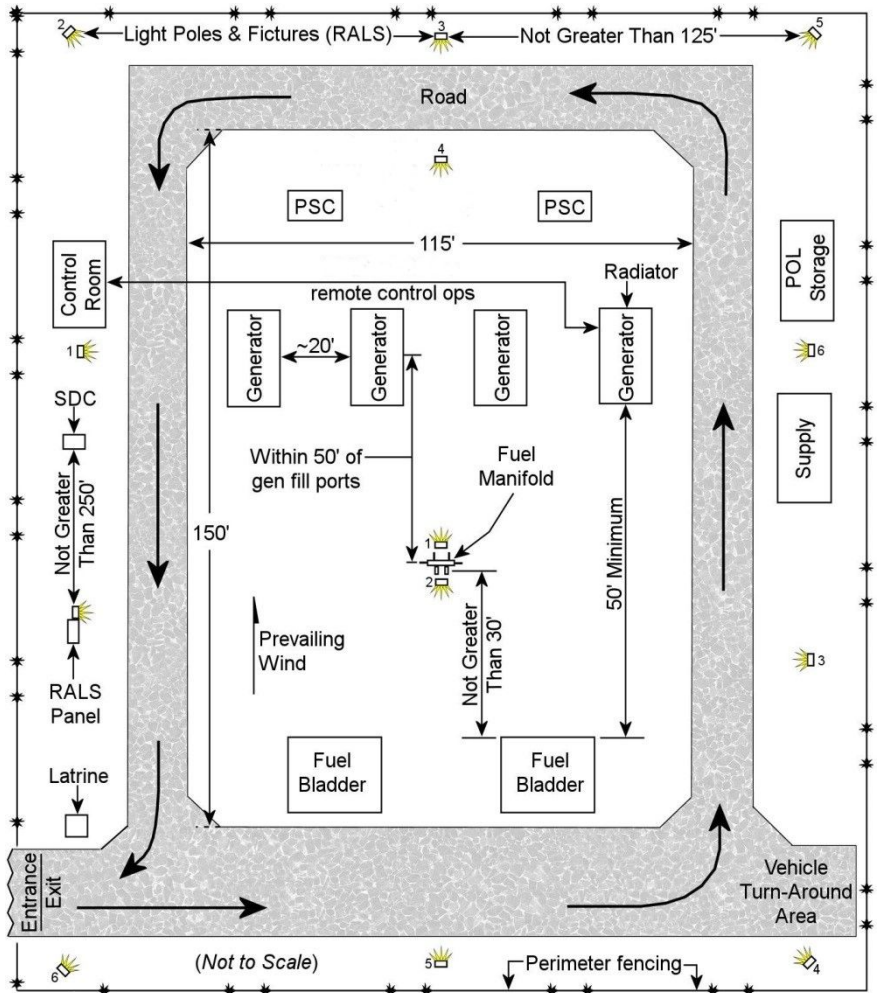 2
Light Poles & Fictures (RALS)
3
Not Greater Than 125'
5
Road
4
PSC
PSC
115'
Control
Room
remote control ops
Radiator
POL
Storage
1
Generator
~20'
Generator
Generator
Generator
6
SDC
Not Greater
Than 250'
Within 50' of
gen fill ports
Fuel
Manifold
Supply
150'
1
2
50' Minimum
Prevailing
Wind
Not Greater
Than 30'
3
RALS
Panel
Latrine
Fuel
Bladder
Fuel
Bladder
Entrance
Exit
Vehicle
Turn-Around
Area
6
(Not to Scale)
5
Perimeter fencing
4